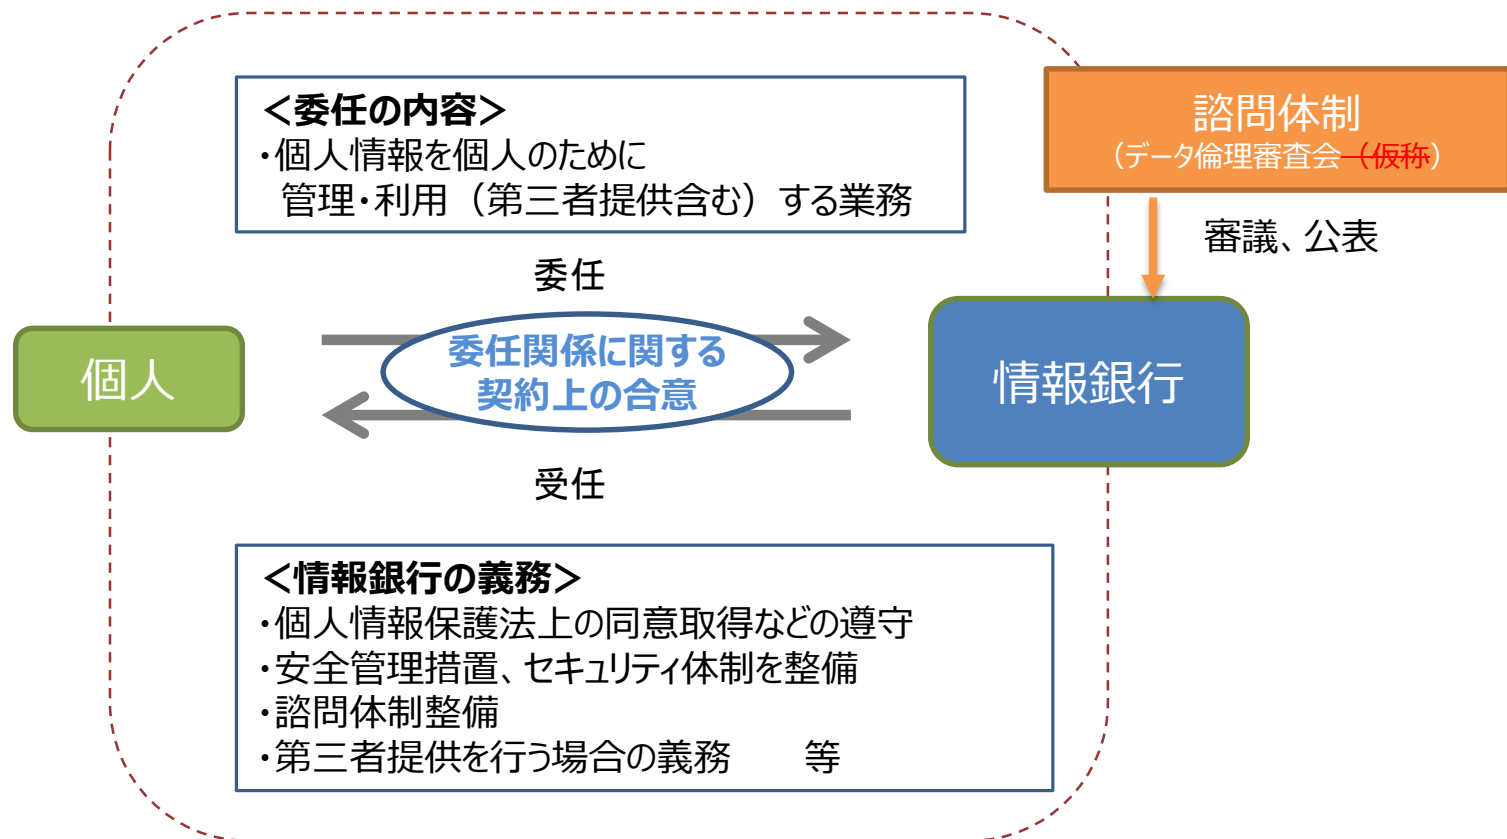 ＜委任の内容＞
・個人情報を個人のために
管理・利用（第三者提供含む）する業務
諮問体制
（データ倫理審査会（仮称）
審議、公表
委任
個人
委任関係に関する
契約上の合意
情報銀行
受任
＜情報銀行の義務＞
・個人情報保護法上の同意取得などの遵守
・安全管理措置、セキュリティ体制を整備
・諮問体制整備
・第三者提供を行う場合の義務　　等